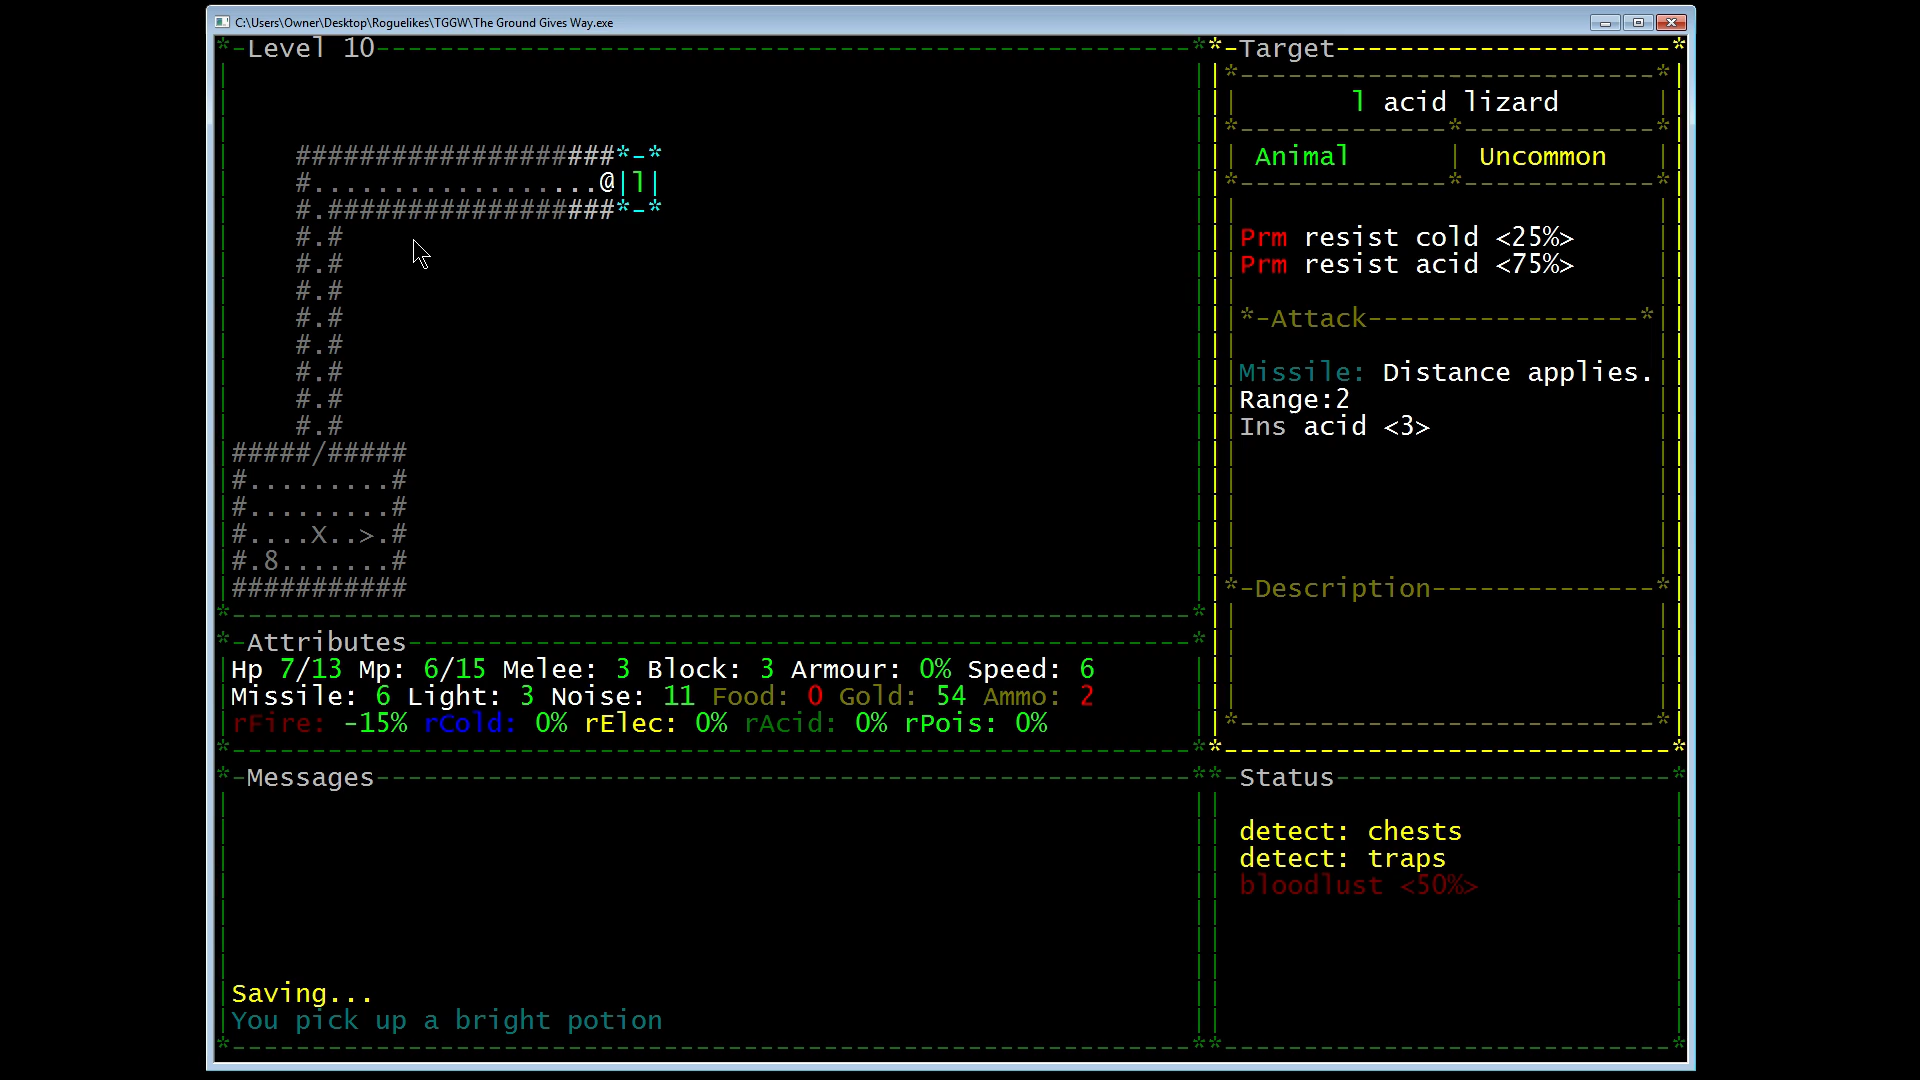 C:\Users\Owner\Desktop\Roguelikes\TGGW\The Ground Gives Way.exe
Level 10
Target
l acid lizard
Animal | Uncommon
####################*-*
#..................@|l|
#.##################*-*
#.#
#.#
#.#
#.#
#.#
#.#
#.#
#.#
#####/#####
#.........#
#.........#
#....X..>.#
#.8.......#
###########
Prm resist cold <25%>
Prm resist acid <75%>
Attack
Missile: Distance applies.
Range:2
Ins acid <3>
Description
Attributes
Hp 7/13 Mp: 6/15 Melee: 3 Block: 3 Armour: 0% Speed: 6
Missile: 6 Light: 3 Noise: 11 Food: 0 Gold: 54 Ammo: 2
rFire: -15% rCold: 0% rElec: 0% rAcid: 0% rPois: 0%
Messages
Saving...
You pick up a bright potion
Status
detect: chests
detect: traps
bloodlust <50%>